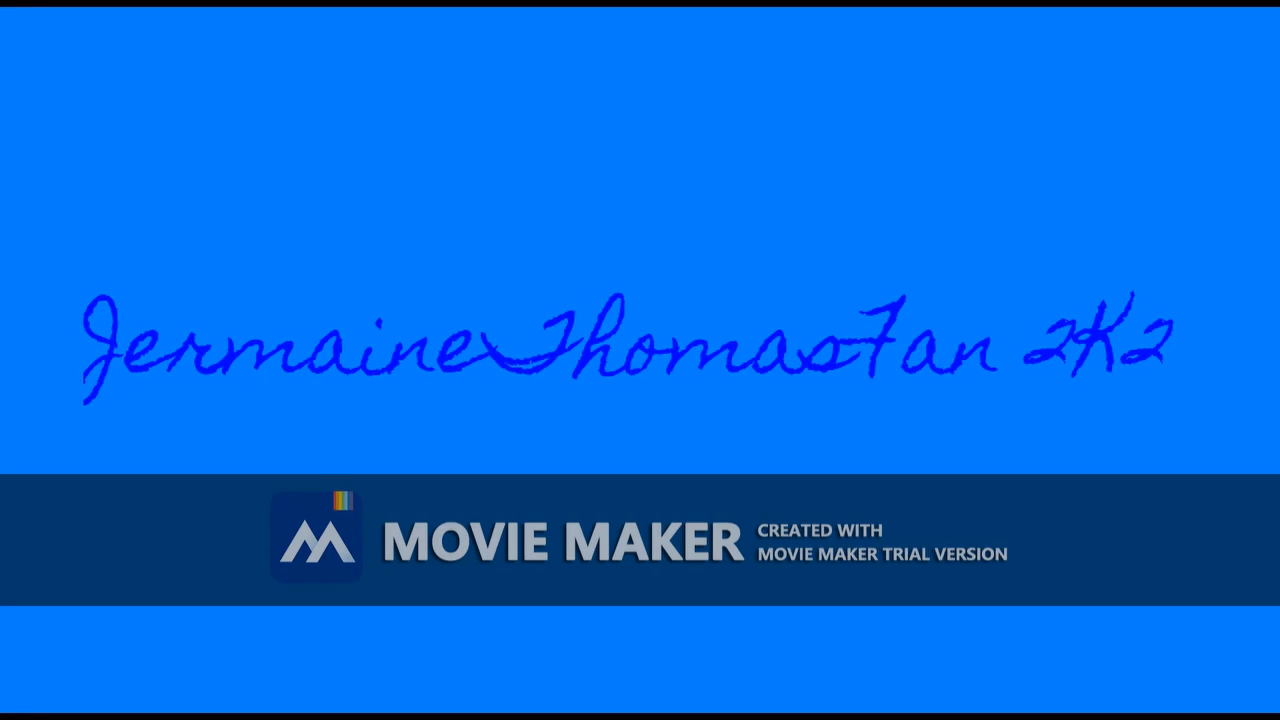 JermaineThomasFan 2K2
MOVIE MAKER
CREATED WITH
MOVIE MAKER TRIAL VERSION